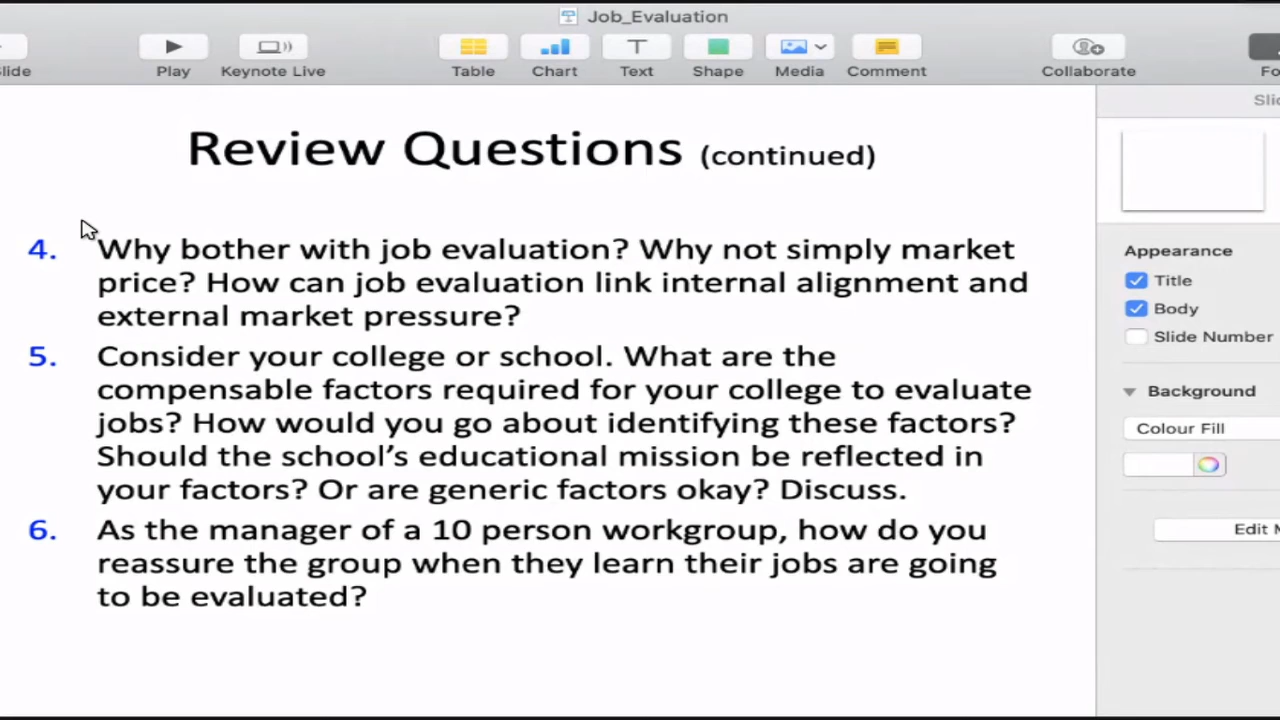 Job_Evaluation
Slide
Play
Keynote Live
Table
Chart
Text
Shape
Media
Comment
Collaborate
Review Questions (continued)
4. Why bother with job evaluation? Why not simply market
price? How can job evaluation link internal alignment and
external market pressure?
5. Consider your college or school. What are the
compensable factors required for your college to evaluate
jobs? How would you go about identifying these factors?
Should the school’s educational mission be reflected in
your factors? Or are generic factors okay? Discuss.
6. As the manager of a 10 person workgroup, how do you
reassure the group when they learn their jobs are going
to be evaluated?
Appearance
Title
Body
Slide Number
Background
Colour Fill
Edit